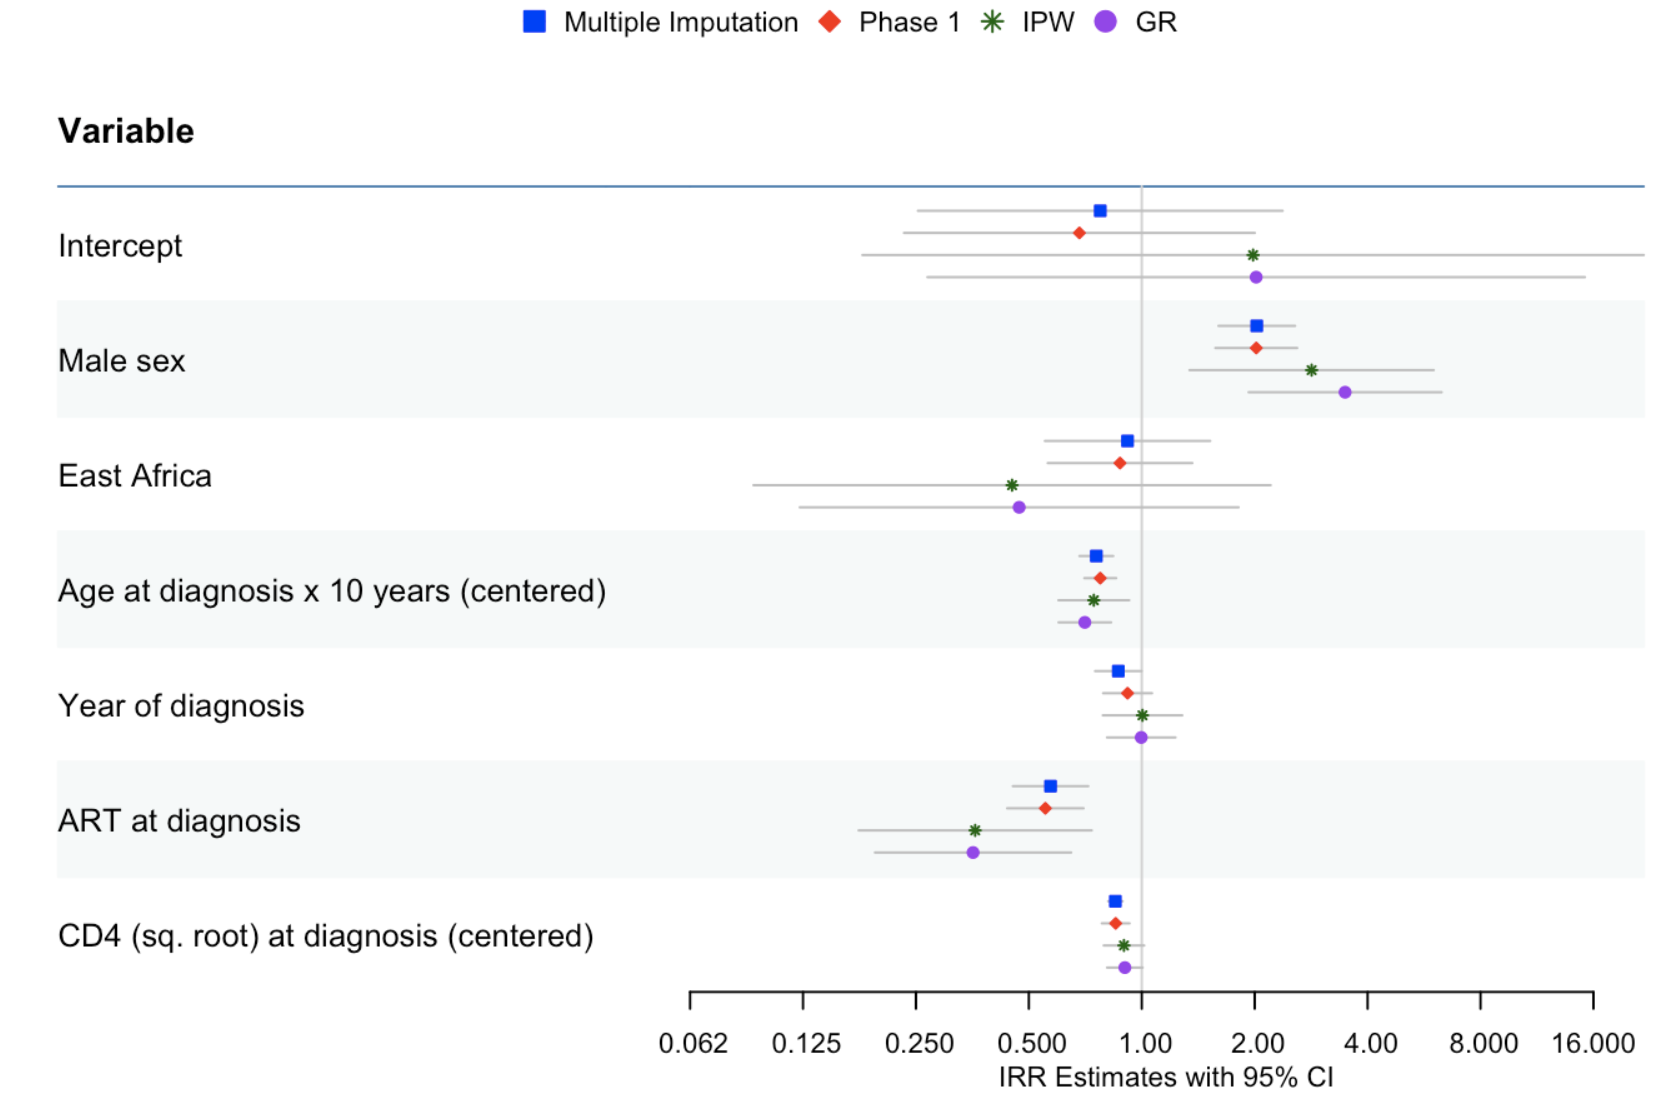 Multiple Imputation Phase 1 IPW GR
Variable
Intercept
Male sex
East Africa
Age at diagnosis x 10 years (centered)
Year of diagnosis
ART at diagnosis
CD4 (sq. root) at diagnosis (centered)
0.062 0.125 0.250 0.500 1.00 2.00 4.00 8.000 16.000
IRR Estimates with 95% CI